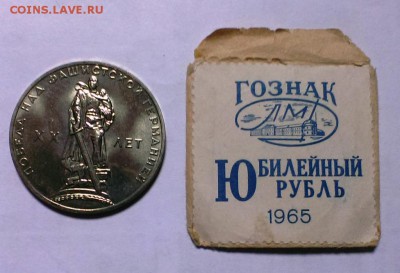 COINS.LAVE.RU
ПОБЕДА НАД ФАШИСТСКОЙ ГЕРМАНИЕЙ
XX ЛЕТ
ГОЗНАК
ЛМД
ЮБИЛЕЙНЫЙ
РУБЛЬ
1965